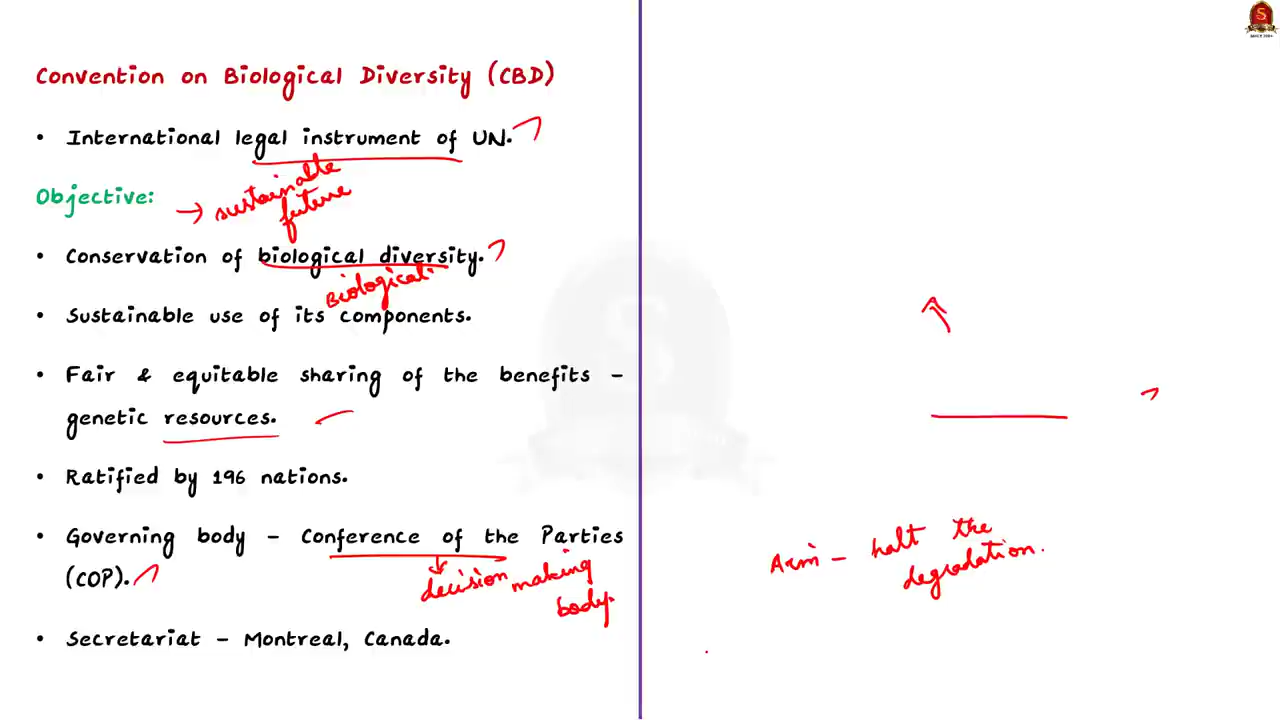 Convention on Biological Diversity (CBD)
• International legal instrument of UN.
Objective:
→ sustainable
future
• Conservation of biological diversity.
Biological
• Sustainable use of its components.
• Fair & equitable sharing of the benefits –
genetic resources.
• Ratified by 196 nations.
• Governing body – Conference of the Parties
(COP).
decision making
body.
• Secretariat – Montreal, Canada.
Aim – halt the
degradation.